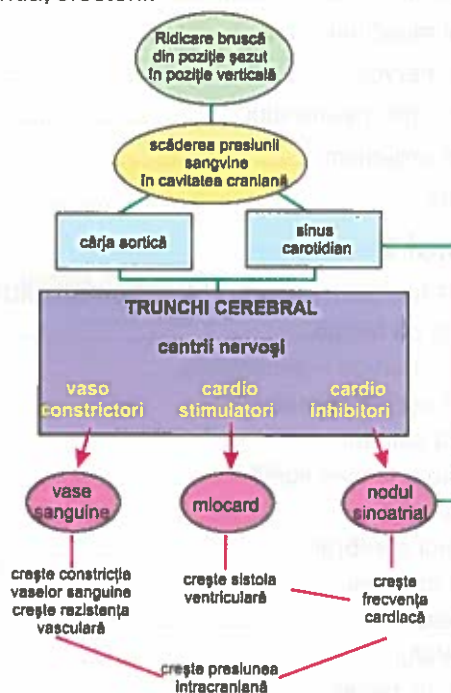 Ridicare bruscă
din poziție șezut
în poziție verticală
scăderea presiunii
sangvine
în cavitatea craniană
cârja aortică
sinus
carotidian
TRUNCHI CEREBRAL
centrii nervoși
vaso
constrictori
cardio
stimulatori
cardio
inhibitori
vase
sanguine
miocard
nodul
sinoatrial
crește constricția
vaselor sanguine
crește rezistența
vasculară
crește sistola
ventriculară
crește
frecvența
cardiacă
crește presiunea
intracraniană